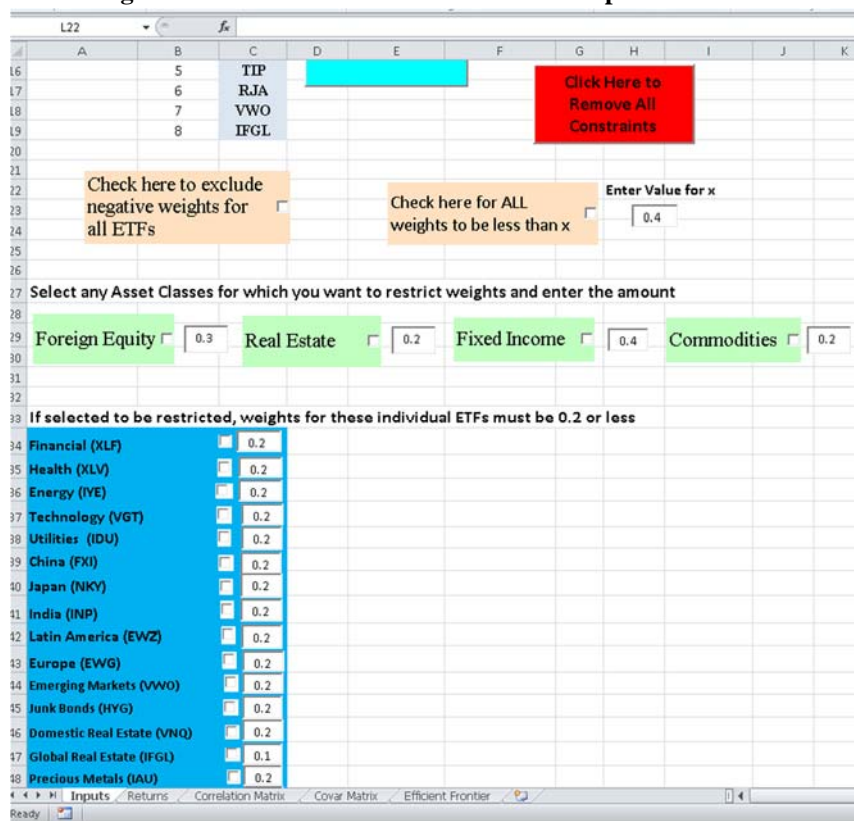 L22
fx
A B C D E F G H I J K
16 5 TIP
17 6 RJA
18 7 VWO
19 8 IFGL
Click Here to
Remove All
Constraints
20
21
22
23
24
Check here to exclude
negative weights for
all ETFs
Check here for ALL
weights to be less than x
Enter Value for x
0.4
25
26
27 Select any Asset Classes for which you want to restrict weights and enter the amount
28
29 Foreign Equity 0.3 Real Estate 0.2 Fixed Income 0.4 Commodities 0.2
30
31
32
33 If selected to be restricted, weights for these individual ETFs must be 0.2 or less
34 Financial (XLF) 0.2
35 Health (XLV) 0.2
36 Energy (IYE) 0.2
37 Technology (VGT) 0.2
38 Utilities (IDU) 0.2
39 China (FXI) 0.2
40 Japan (NKY) 0.2
41 India (INP) 0.2
42 Latin America (EWZ) 0.2
43 Europe (EWG) 0.2
44 Emerging Markets (VWO) 0.2
45 Junk Bonds (HYG) 0.2
46 Domestic Real Estate (VNQ) 0.2
47 Global Real Estate (IFGL) 0.1
48 Precious Metals (IAU) 0.2
Inputs Returns Correlation Matrix Covar Matrix Efficient Frontier
Ready